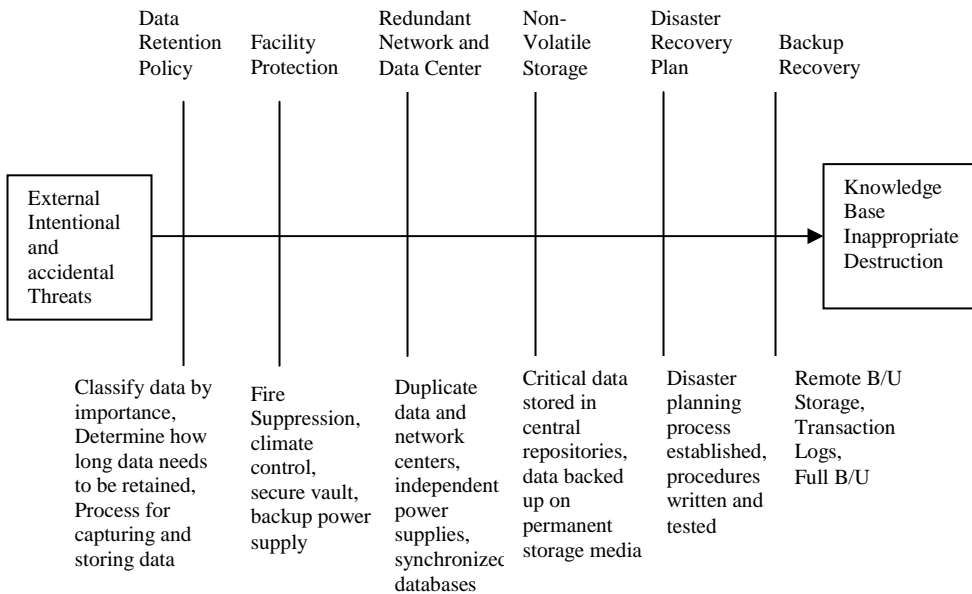 Data
Retention
Policy
Facility
Protection
Redundant
Network and
Data Center
Non-
Volatile
Storage
Disaster
Recovery
Plan
Backup
Recovery
External
Intentional
and
accidental
Threats
Knowledge
Base
Inappropriate
Destruction
Classify data by
importance,
Determine how
long data needs
to be retained,
Process for
capturing and
storing data
Fire
Suppression,
climate
control,
secure vault,
backup power
supply
Duplicate
data and
network
centers,
independent
power
supplies,
synchronized
databases
Critical data
stored in
central
repositories,
data backed
up on
permanent
storage media
Disaster
planning
process
established,
procedures
written and
tested
Remote B/U
Storage,
Transaction
Logs,
Full B/U